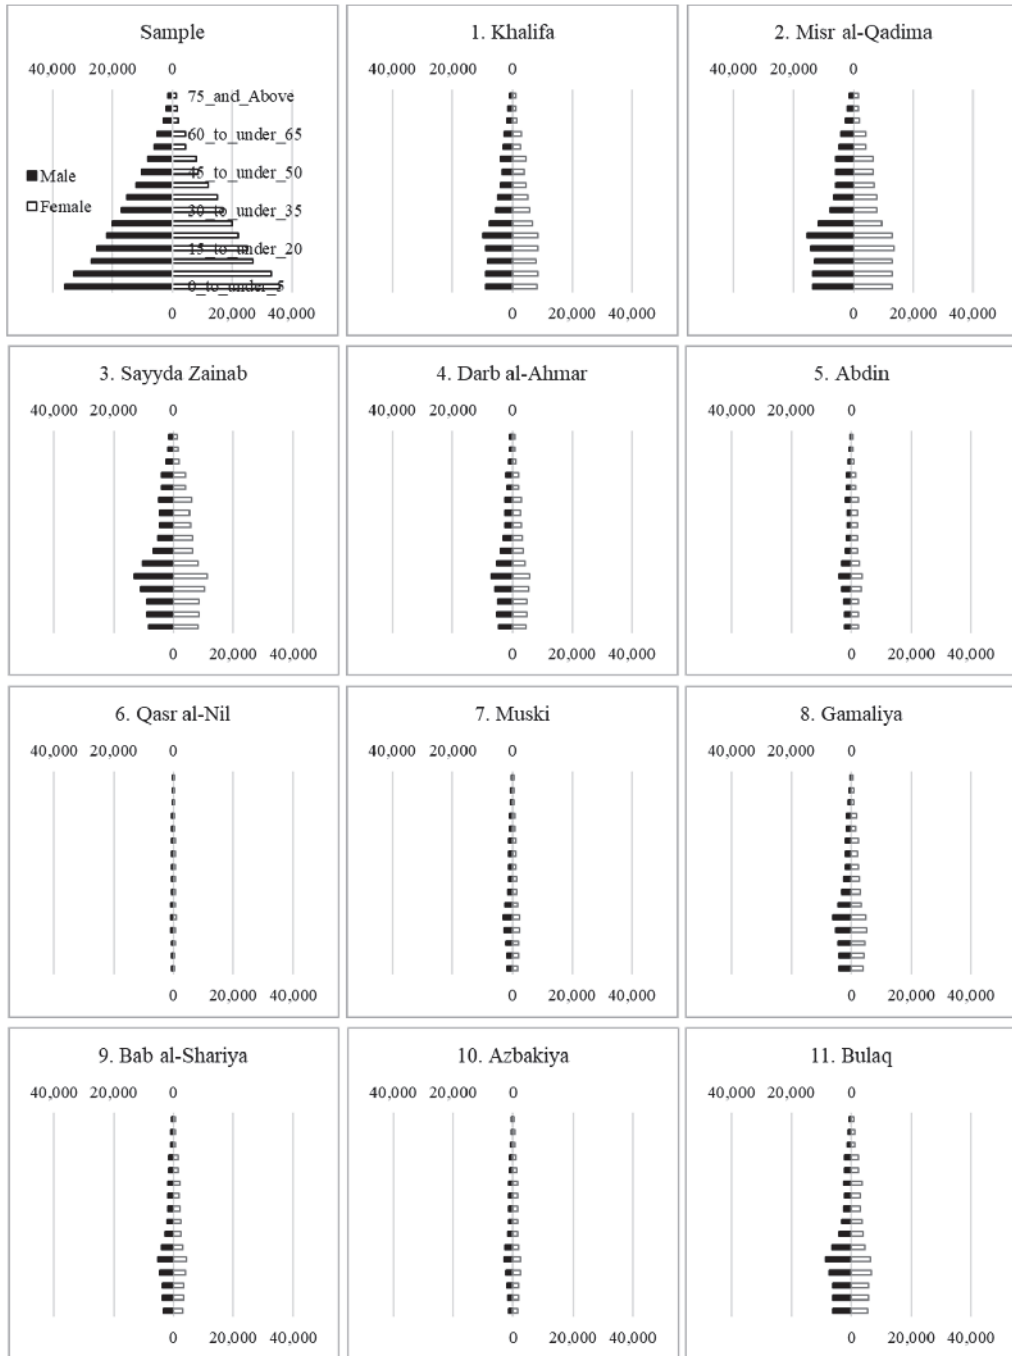 Sample
40,000 20,000 0
75_and_Above
60_to_under_65
45_to_under_50
30_to_under_35
15_to_under_20
0_to_under_5
Male
Female
0 20,000 40,000
1. Khalifa
40,000 20,000 0
0 20,000 40,000
2. Misr al-Qadima
40,000 20,000 0
0 20,000 40,000
3. Sayyda Zainab
40,000 20,000 0
0 20,000 40,000
4. Darb al-Ahmar
40,000 20,000 0
0 20,000 40,000
5. Abdin
40,000 20,000 0
0 20,000 40,000
6. Qasr al-Nil
40,000 20,000 0
0 20,000 40,000
7. Muski
40,000 20,000 0
0 20,000 40,000
8. Gamaliya
40,000 20,000 0
0 20,000 40,000
9. Bab al-Shariya
40,000 20,000 0
0 20,000 40,000
10. Azbakiya
40,000 20,000 0
0 20,000 40,000
11. Bulaq
40,000 20,000 0
0 20,000 40,000